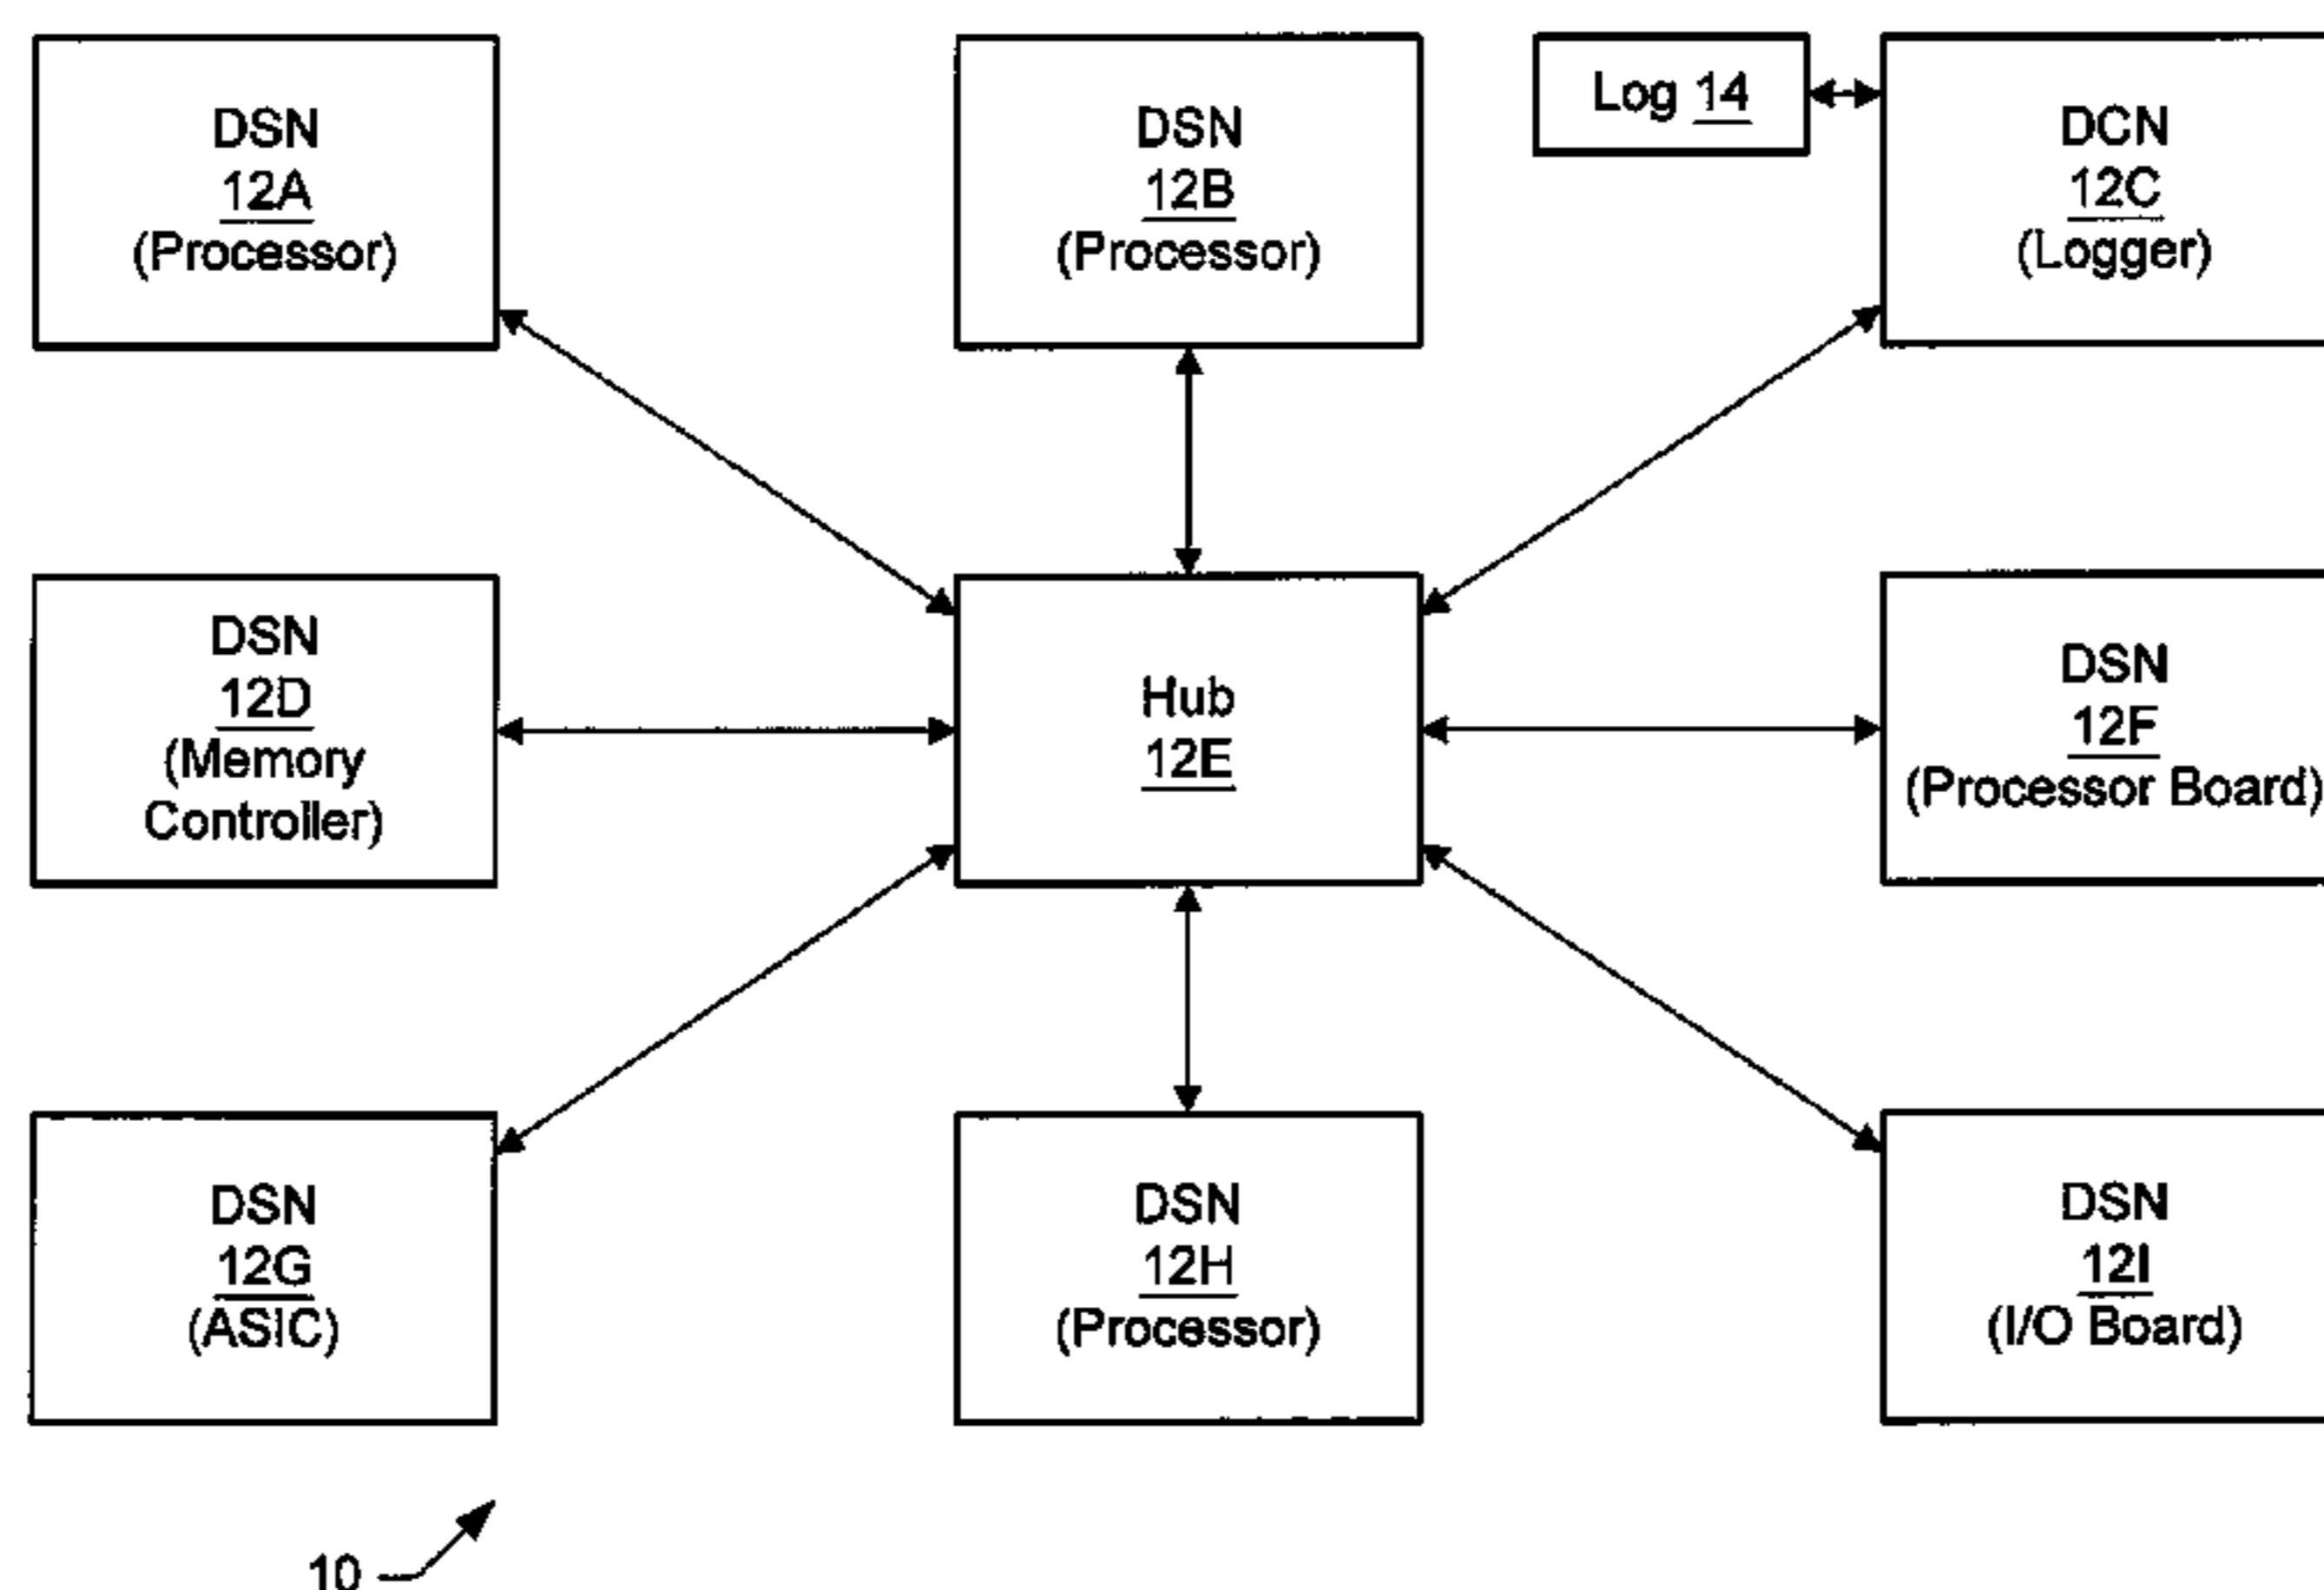 DSN
12A
(Processor)
DSN
12B
(Processor)
Log 14
DCN
12C
(Logger)
DSN
12D
(Memory
Controller)
Hub
12E
DSN
12F
(Processor Board)
DSN
12G
(ASIC)
DSN
12H
(Processor)
DSN
12I
(I/O Board)
10